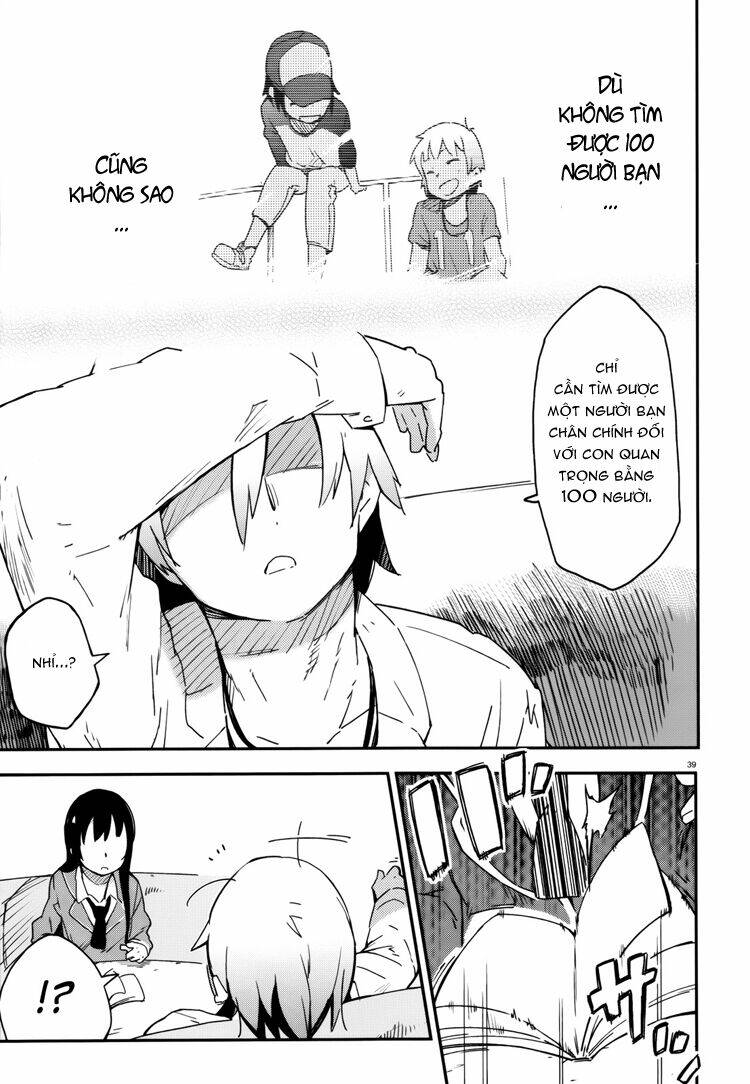 DÙ
KHÔNG TÌM
ĐƯỢC 100
NGƯỜI BẠN
...
CŨNG
KHÔNG SAO
...
CHỈ
CẦN TÌM ĐƯỢC
MỘT NGƯỜI BẠN
CHÂN CHÍNH ĐỐI
VỚI CON QUAN
TRỌNG BẰNG
100 NGƯỜI.
NHỈ...?
39
ザ
!?